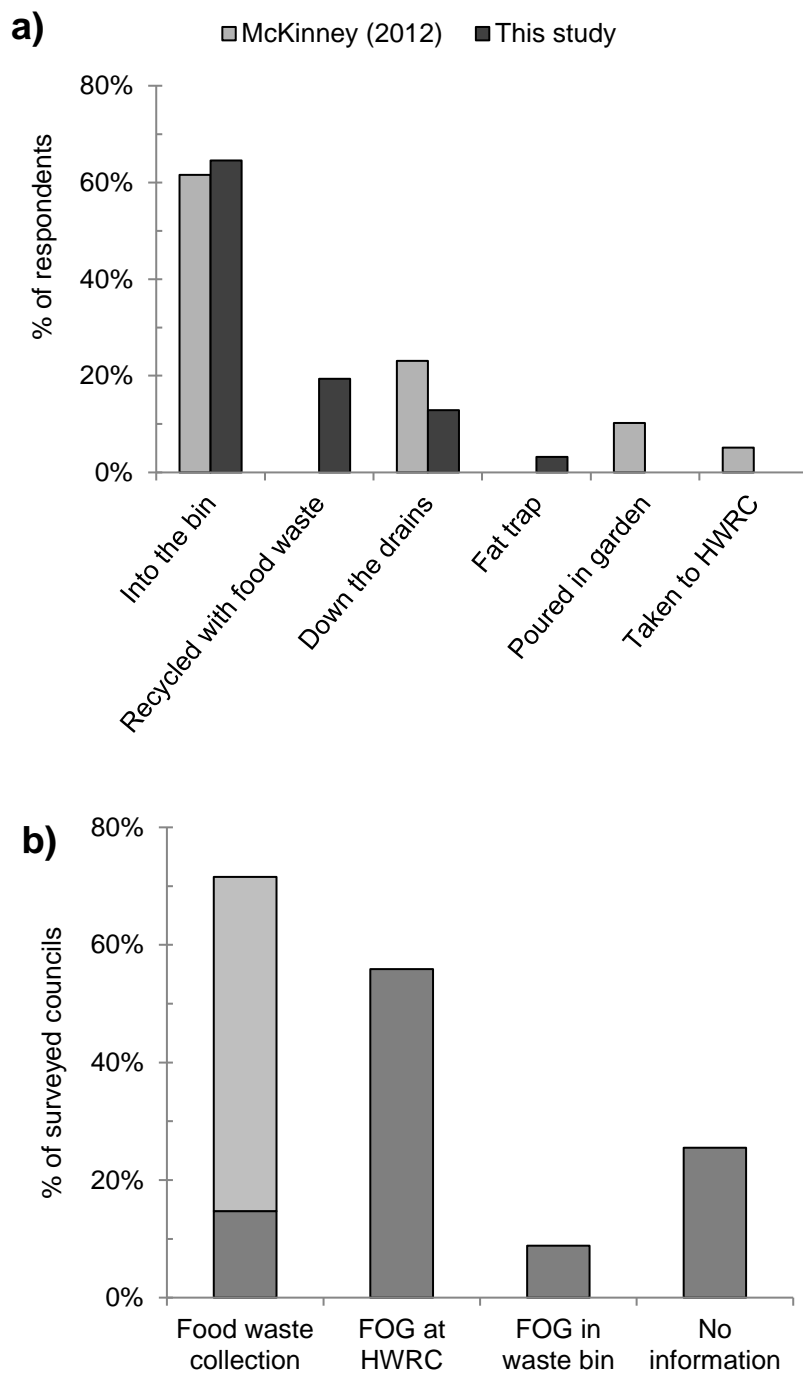 a)
McKinney (2012) This study
80%
60%
40%
20%
0%
% of respondents
Into the bin
Recycled with food waste
Down the drains
Fat trap
Poured in garden
Taken to HWRC
b)
80%
60%
40%
20%
0%
% of surveyed councils
Food waste
collection
FOG at
HWRC
FOG in
waste bin
No
information